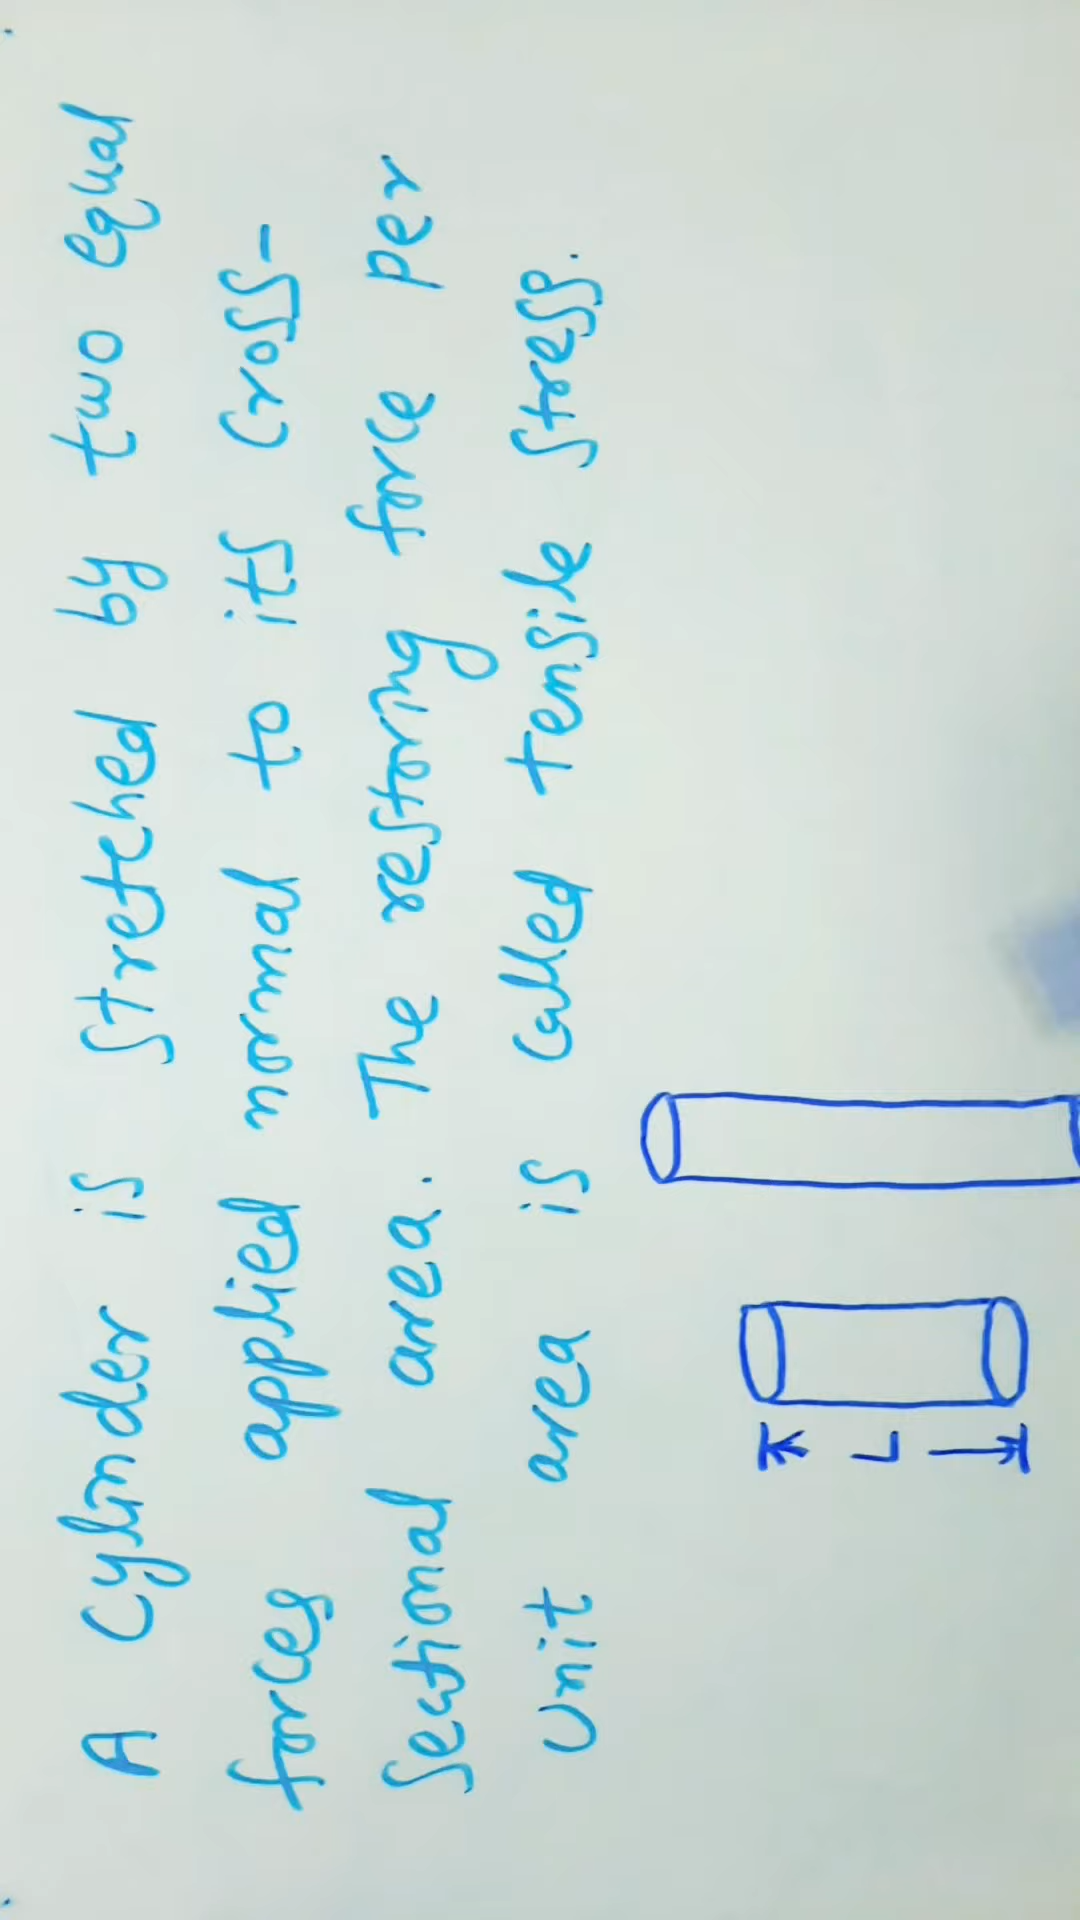 A Cylinder is stretched by two equal
forces applied normal to its cross-
sectional area. The restoring force per
unit area is called tensile stress.
L